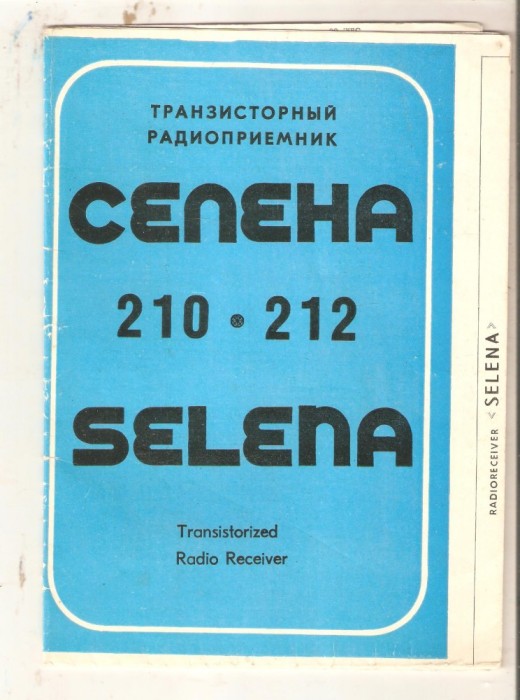 ТРАНЗИСТОРНЫЙ
РАДИОПРИЕМНИК
СЕЛЕНА
210 • 212
SELENA
Transistorized
Radio Receiver
RADIORECEIVER <SELENA>